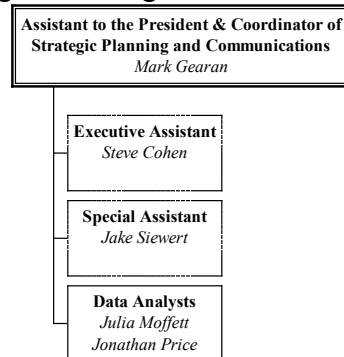 Assistant to the President & Coordinator of
Strategic Planning and Communications
Mark Gearan
Executive Assistant
Steve Cohen
Special Assistant
Jake Siewert
Data Analysts
Julia Moffett
Jonathan Price